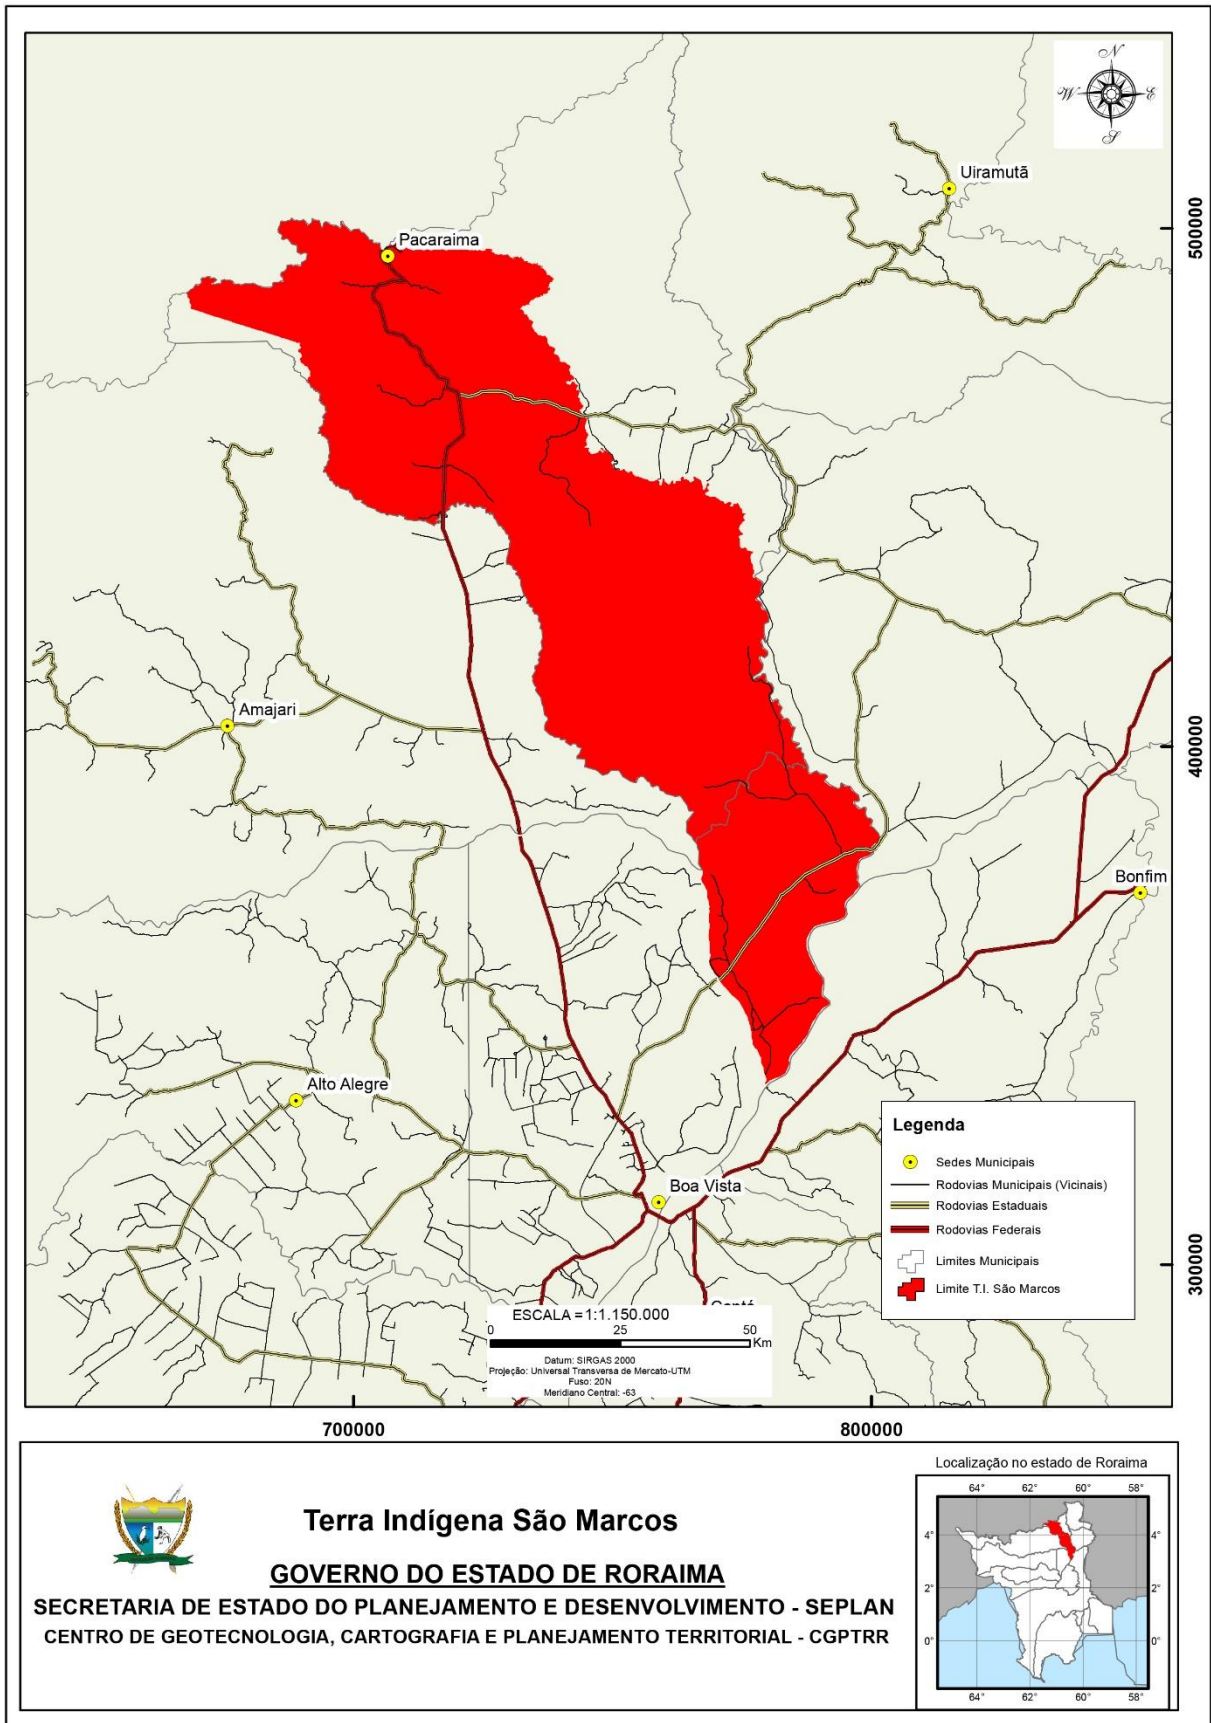 N
W
E
S
Uiramutã
Pacaraima
Amajari
Bonfim
Alto Alegre
Boa Vista
500000
400000
300000
700000
800000
Legenda
Sedes Municipais
Rodovias Municipais (Vicinais)
Rodovias Estaduais
Rodovias Federais
Limites Municipais
Limite T.I. São Marcos
ESCALA =1:1.150.000
0 25 50
Km
Datum: SIRGAS 2000
Projeção: Universal Transversa de Mercato-UTM
Fuso: 20N
Meridiano Central: -63
Terra Indígena São Marcos
GOVERNO DO ESTADO DE RORAIMA
SECRETARIA DE ESTADO DO PLANEJAMENTO E DESENVOLVIMENTO - SEPLAN
CENTRO DE GEOTECNOLOGIA, CARTOGRAFIA E PLANEJAMENTO TERRITORIAL - CGPTRR
Localização no estado de Roraima
64° 62° 60° 58°
4° 4°
2° 2°
0° 0°
64° 62° 60° 58°